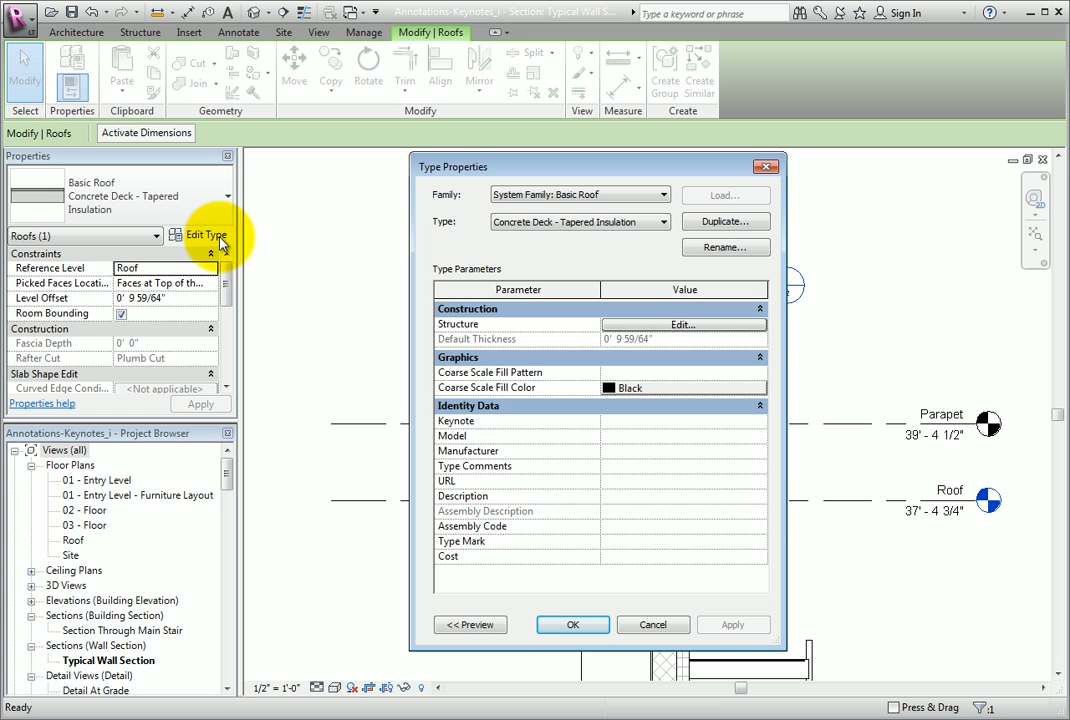 Annotations-Keynotes_i - Section: Typical Wall S...
Type a keyword or phrase
Sign In
LT
Architecture
Structure
Insert
Annotate
Site
View
Manage
Modify | Roofs
Modify
Paste
Cut
Join
Move
Copy
Rotate
Trim
Align
Mirror
Split
Create Group
Create Similar
Select
Properties
Clipboard
Geometry
Modify
View
Measure
Create
Modify | Roofs
Activate Dimensions
Properties
Basic Roof
Concrete Deck - Tapered
Insulation
Roofs (1)
Edit Type
Constraints
Reference Level
Roof
Picked Faces Locati...
Faces at Top of th...
Level Offset
0' 9 59/64"
Room Bounding
Construction
Fascia Depth
0' 0"
Rafter Cut
Plumb Cut
Slab Shape Edit
Curved Edge Condi...
<Not applicable>
Properties help
Apply
Annotations-Keynotes_i - Project Browser
Views (all)
Floor Plans
01 - Entry Level
01 - Entry Level - Furniture Layout
02 - Floor
03 - Floor
Roof
Site
Ceiling Plans
3D Views
Elevations (Building Elevation)
Sections (Building Section)
Section Through Main Stair
Sections (Wall Section)
Typical Wall Section
Detail Views (Detail)
Detail At Grade
Type Properties
Family:
System Family: Basic Roof
Load...
Type:
Concrete Deck - Tapered Insulation
Duplicate...
Rename...
Type Parameters
Parameter
Value
Construction
Structure
Edit...
Default Thickness
0' 9 59/64"
Graphics
Coarse Scale Fill Pattern
Coarse Scale Fill Color
Black
Identity Data
Keynote
Model
Manufacturer
Type Comments
URL
Description
Assembly Description
Assembly Code
Type Mark
Cost
<< Preview
OK
Cancel
Apply
2D
Parapet
39' - 4 1/2"
Roof
37' - 4 3/4"
1/2" = 1'-0"
Ready
Press & Drag
:1